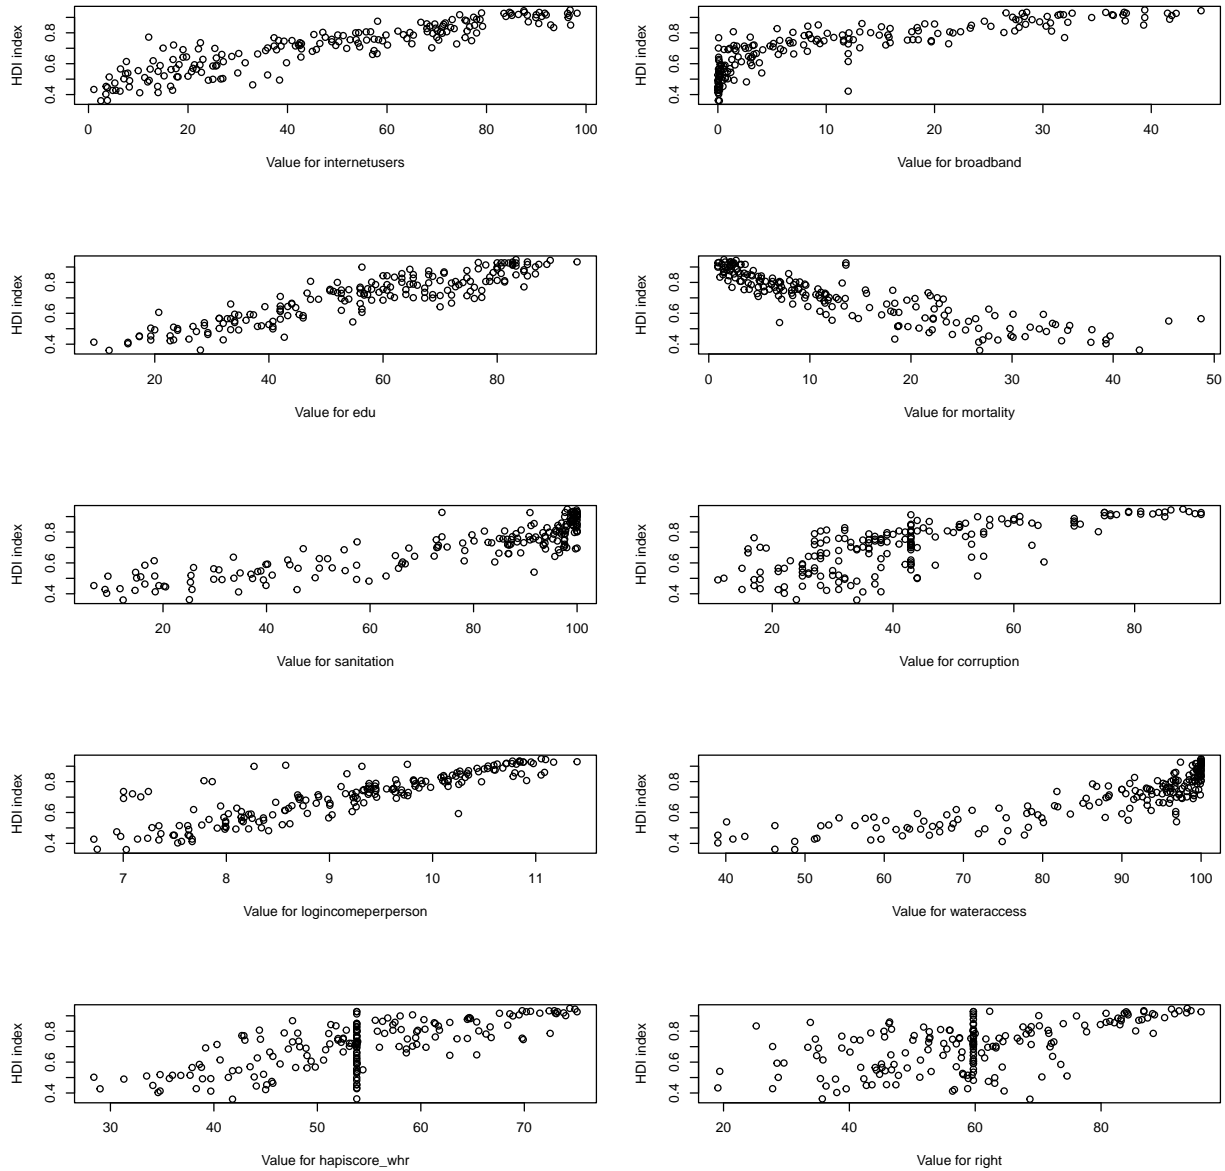 HDI index
0.4 0.6 0.8
0 20 40 60 80 100
Value for internetusers
HDI index
0.4 0.6 0.8
0 10 20 30 40
Value for broadband
HDI index
0.4 0.6 0.8
20 40 60 80
Value for edu
HDI index
0.4 0.6 0.8
0 10 20 30 40 50
Value for mortality
HDI index
0.4 0.6 0.8
20 40 60 80 100
Value for sanitation
HDI index
0.4 0.6 0.8
20 40 60 80
Value for corruption
HDI index
0.4 0.6 0.8
7 8 9 10 11
Value for logincomeperperson
HDI index
0.4 0.6 0.8
40 50 60 70 80 90 100
Value for wateraccess
HDI index
0.4 0.6 0.8
30 40 50 60 70
Value for hapiscore_whr
HDI index
0.4 0.6 0.8
20 40 60 80
Value for right